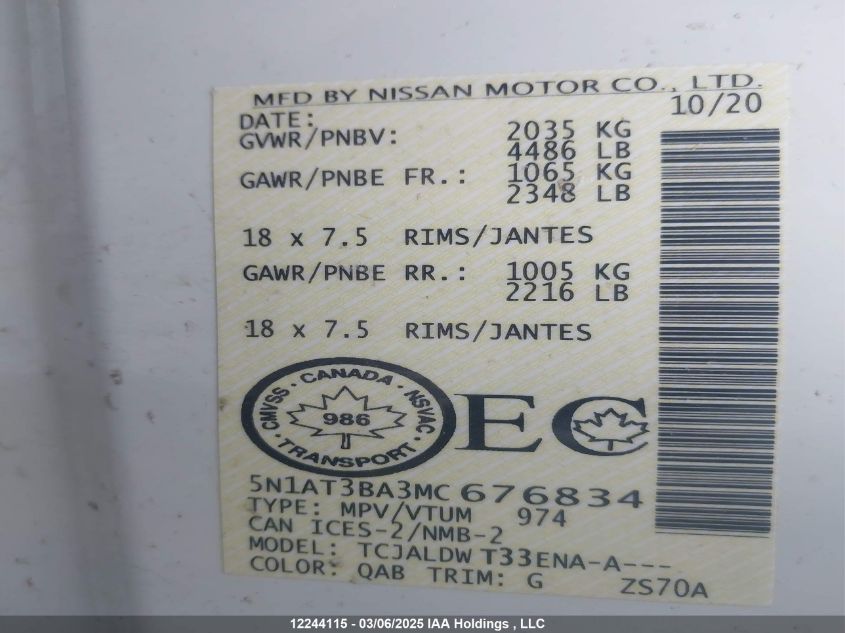 MFD BY NISSAN MOTOR CO., LTD.
DATE: 10/20
GVWR/PNBV: 2035 KG
4486 LB
GAWR/PNBE FR.: 1065 KG
2348 LB
18 x 7.5 RIMS/JANTES
GAWR/PNBE RR.: 1005 KG
2216 LB
18 x 7.5 RIMS/JANTES
CMVSS · CANADA · NSVAC · TRANSPORT ·
986
EC
5N1AT3BA3MC 676834
TYPE: MPV/VTUM 974
CAN ICES-2/NMB-2
MODEL: TCJALDW T33ENA-A---
COLOR: QAB TRIM: G ZS70A
12244115 - 03/06/2025 IAA Holdings , LLC